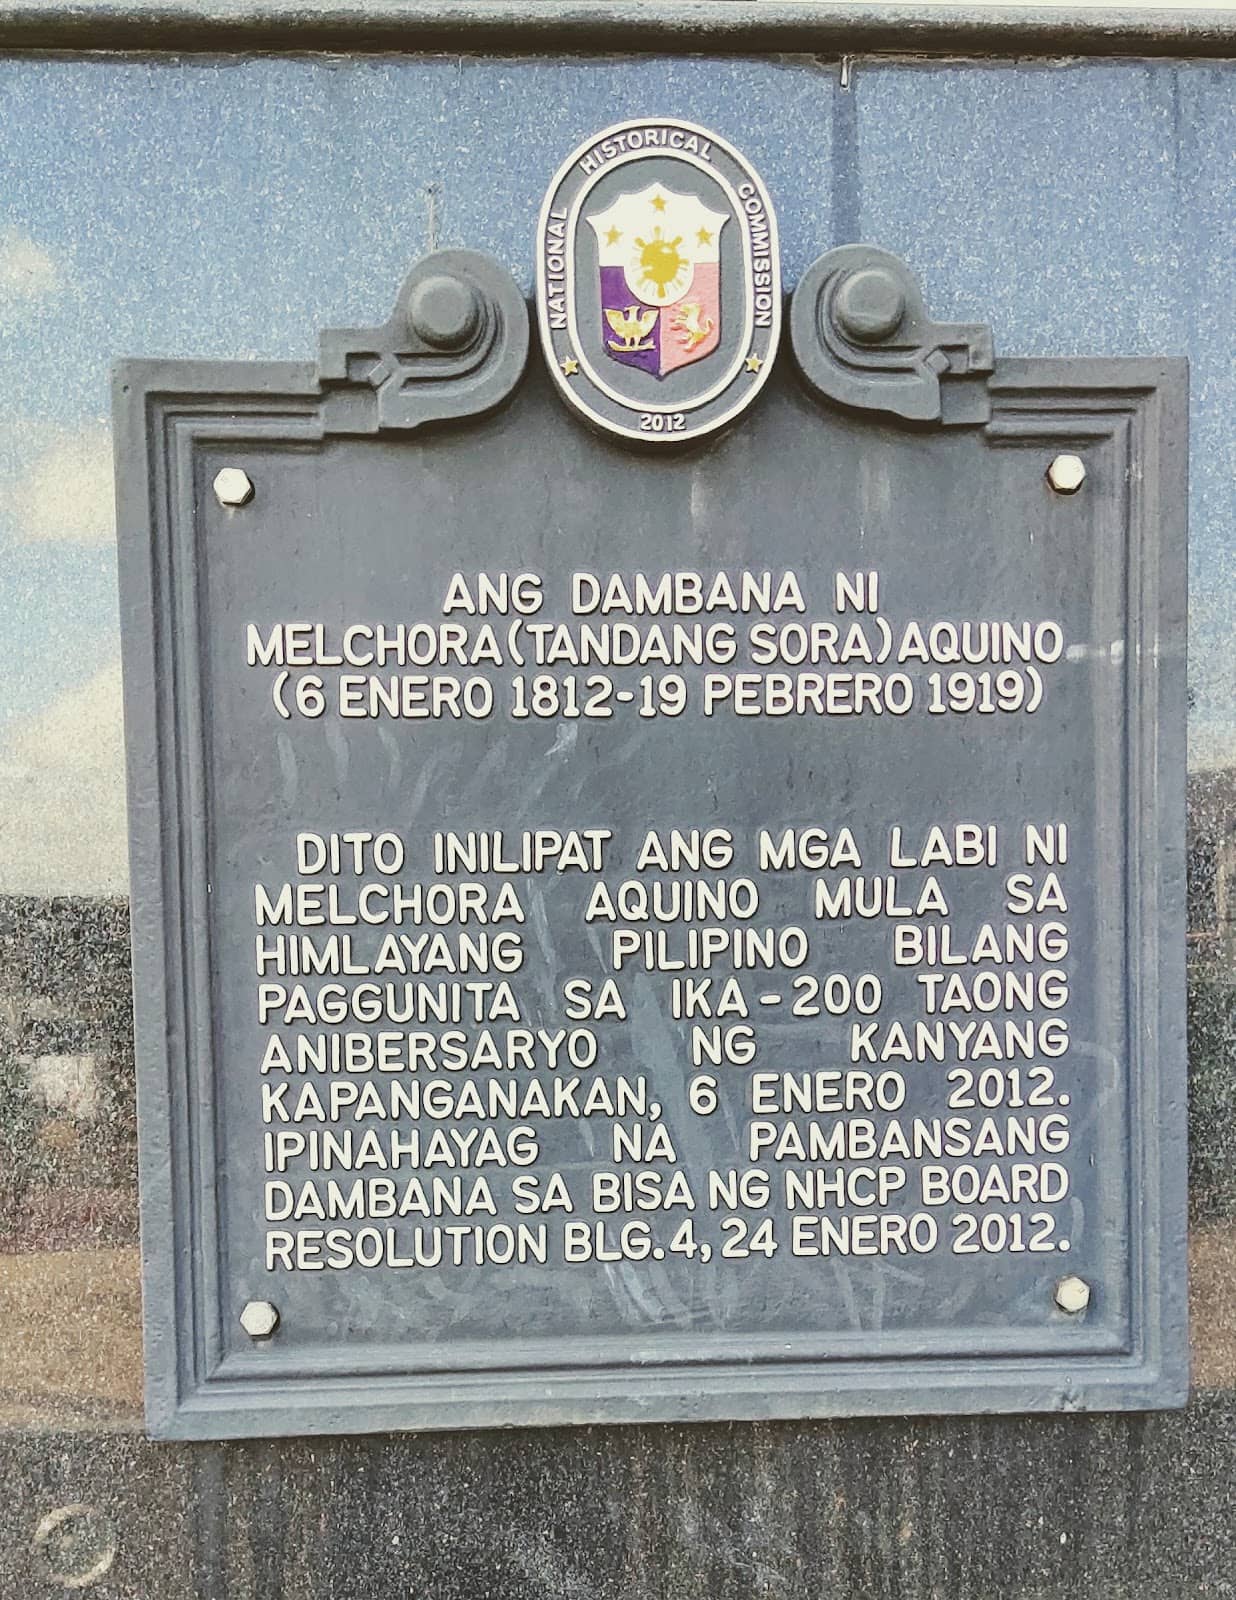 NATIONAL HISTORICAL COMMISSION
2012
ANG DAMBANA NI
MELCHORA (TANDANG SORA) AQUINO
(6 ENERO 1812-19 PEBRERO 1919)
DITO INILIPAT ANG MGA LABI NI
MELCHORA AQUINO MULA SA
HIMLAYANG PILIPINO BILANG
PAGGUNITA SA IKA-200 TAONG
ANIBERSARYO NG KANYANG
KAPANGANAKAN, 6 ENERO 2012.
IPINAHAYAG NA PAMBANSANG
DAMBANA SA BISA NG NHCP BOARD
RESOLUTION BLG. 4, 24 ENERO 2012.